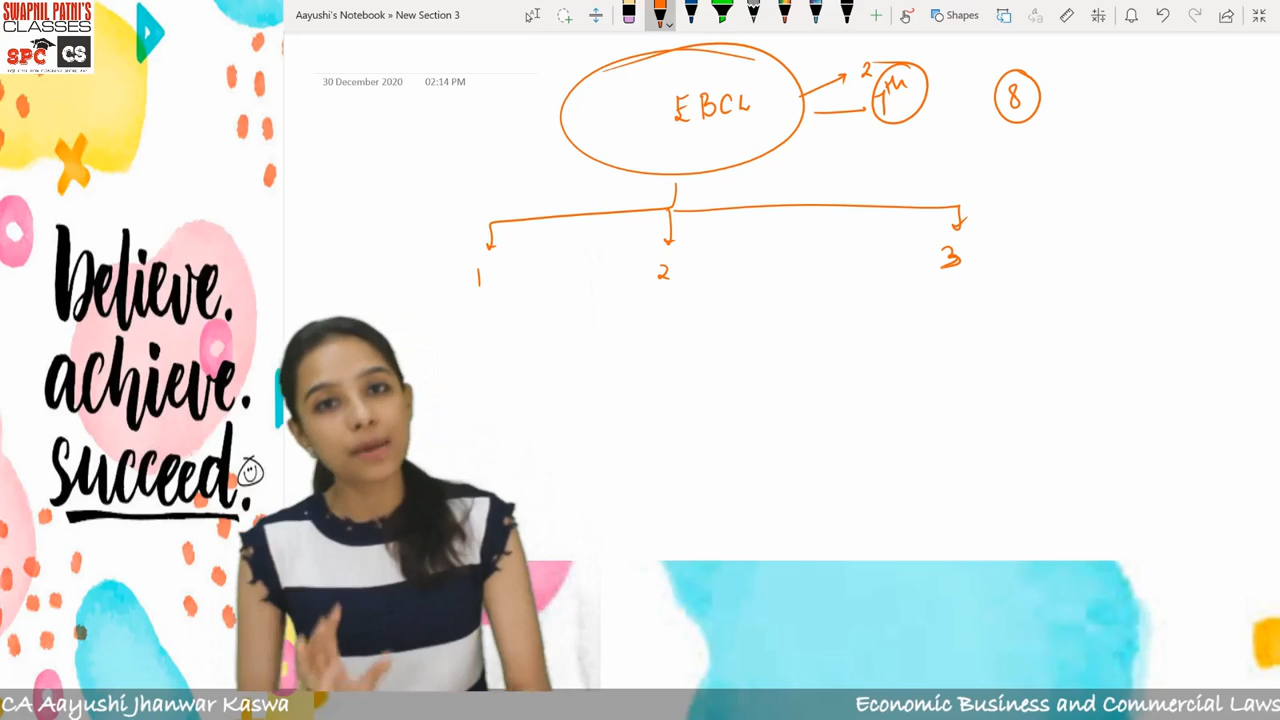 SWAPNIL PATNI'S
CLASSES
SPC CS
Aayushi's Notebook » New Section 3
Shapes
30 December 2020 02:14 PM
EBCL
2
7th
8
1
2
3
believe.
achieve.
succeed.
CA Aayushi Jhanwar Kaswa
Economic Business and Commercial Laws